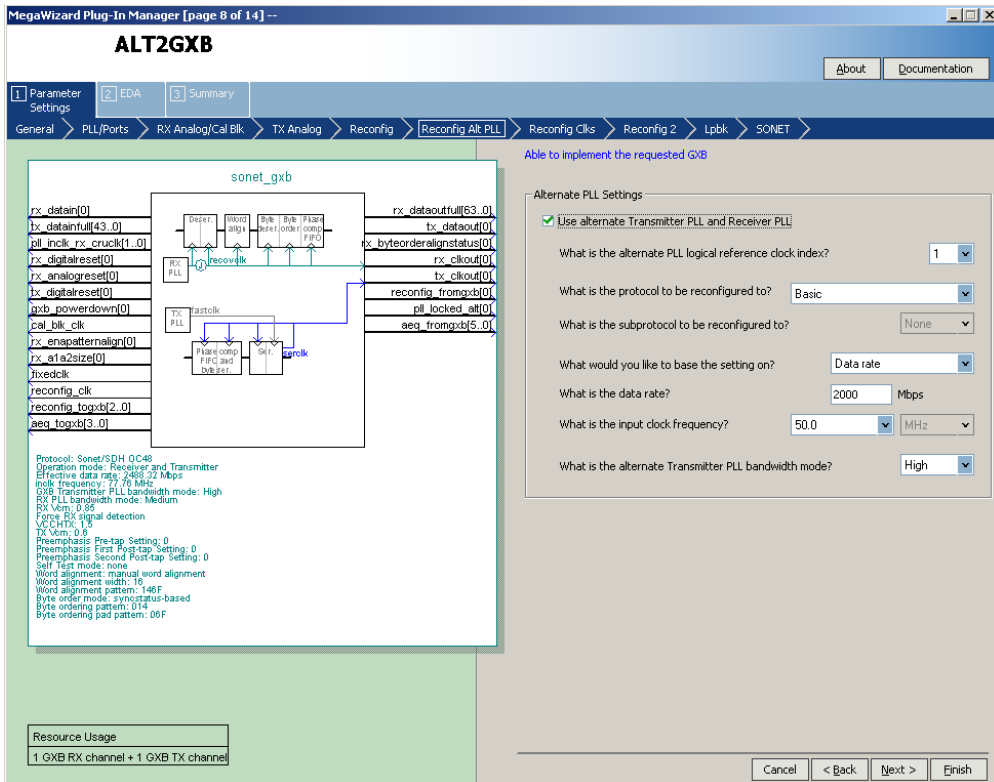 MegaWizard Plug-In Manager [page 8 of 14] --
ALT2GXB
About
Documentation
1 Parameter Settings
2 EDA
3 Summary
General
PLL/Ports
RX Analog/Cal Blk
TX Analog
Reconfig
Reconfig Alt PLL
Reconfig Clks
Reconfig 2
Lpbk
SONET
sonet_gxb
rx_datain[0]
tx_datainfull[43..0]
pll_inclk_rx_cruclk[1..0]
rx_digitalreset[0]
rx_analogreset[0]
tx_digitalreset[0]
gxb_powerdown[0]
cal_blk_clk
rx_enapatternalign[0]
rx_a1a2size[0]
fixedclk
reconfig_clk
reconfig_togxb[2..0]
aeq_togxb[3..0]
Deser.
Word align
Byte deser.
Byte order
Phase comp FIFO
RX PLL
recovclk
TX PLL
fastclk
Phase comp FIFO and byte ser.
Ser.
serclk
rx_dataoutfull[63..0]
tx_dataout[0]
rx_byteorderalignstatus[0]
rx_clkout[0]
tx_clkout[0]
reconfig_fromgxb[0]
pll_locked_alt[0]
aeq_fromgxb[5..0]
Protocol: Sonet/SDH OC48
Operation mode: Receiver and Transmitter
Effective data rate: 2488.32 Mbps
inclk frequency: 77.76 MHz
GXB Transmitter PLL bandwidth mode: High
RX PLL bandwidth mode: Medium
RX Vcm: 0.85
Force RX signal detection
VCCHTX: 1.5
TX Vcm: 0.6
Preemphasis Pre-tap Setting: 0
Preemphasis First Post-tap Setting: 0
Preemphasis Second Post-tap Setting: 0
Self Test mode: none
Word alignment: manual word alignment
Word alignment width: 16
Word alignment pattern: 146F
Byte order mode: syncstatus-based
Byte ordering pattern: 014
Byte ordering pad pattern: 06F
Resource Usage
1 GXB RX channel + 1 GXB TX channel
Able to implement the requested GXB
Alternate PLL Settings
Use alternate Transmitter PLL and Receiver PLL
What is the alternate PLL logical reference clock index? 1
What is the protocol to be reconfigured to? Basic
What is the subprotocol to be reconfigured to? None
What would you like to base the setting on? Data rate
What is the data rate? 2000 Mbps
What is the input clock frequency? 50.0 MHz
What is the alternate Transmitter PLL bandwidth mode? High
Cancel
< Back
Next >
Finish